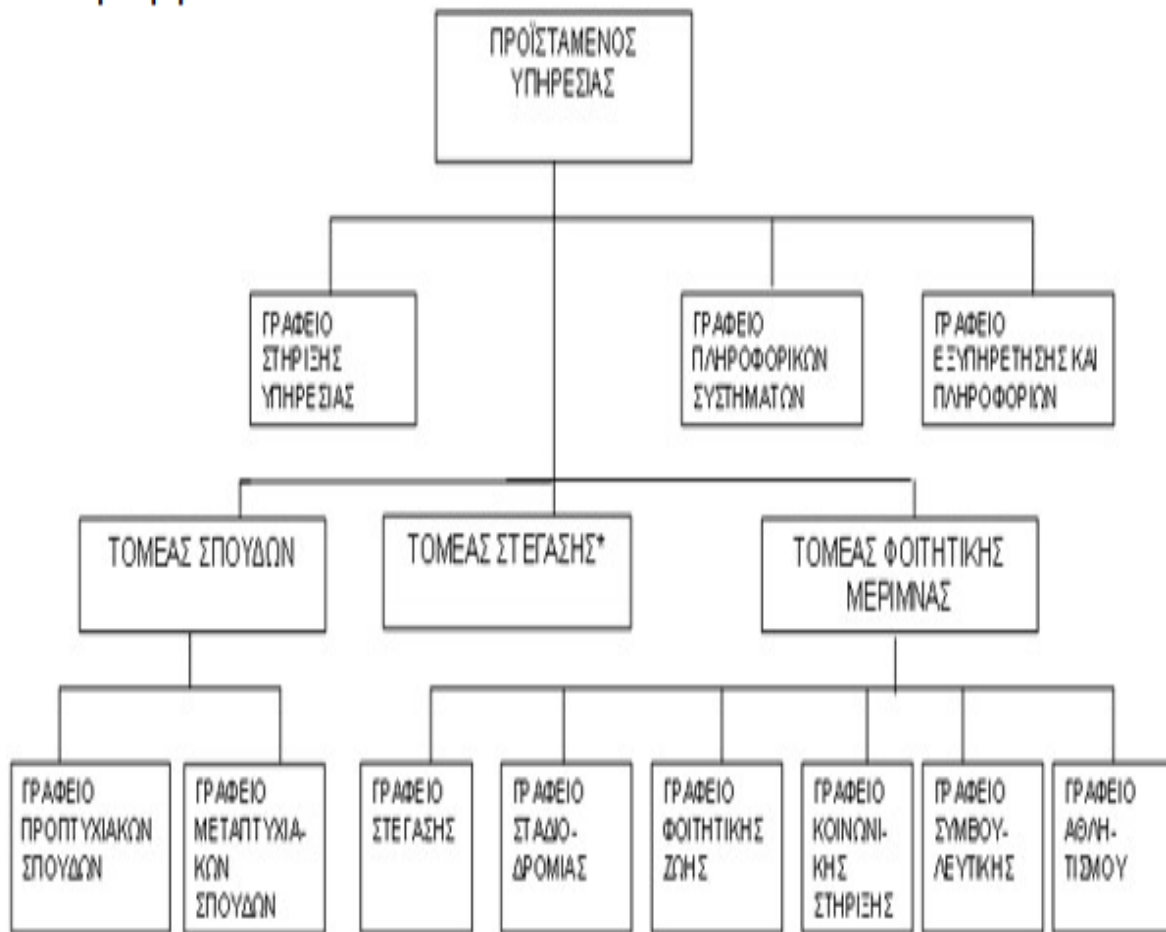 ΠΡΟΪΣΤΑΜΕΝΟΣ
ΥΠΗΡΕΣΙΑΣ
ΓΡΑΦΕΙΟ
ΣΤΗΡΙΞΗΣ
ΥΠΗΡΕΣΙΑΣ
ΓΡΑΦΕΙΟ
ΠΛΗΡΟΦΟΡΙΚΩΝ
ΣΥΣΤΗΜΑΤΩΝ
ΓΡΑΦΕΙΟ
ΕΞΥΠΗΡΕΤΗΣΗΣ ΚΑΙ
ΠΛΗΡΟΦΟΡΙΩΝ
ΤΟΜΕΑΣ ΣΠΟΥΔΩΝ
ΤΟΜΕΑΣ ΣΤΕΓΑΣΗΣ*
ΤΟΜΕΑΣ ΦΟΙΤΗΤΙΚΗΣ
ΜΕΡΙΜΝΑΣ
ΓΡΑΦΕΙΟ
ΠΡΟΠΤΥΧΙΑΚΩΝ
ΣΠΟΥΔΩΝ
ΓΡΑΦΕΙΟ
ΜΕΤΑΠΤΥΧΙΑ-
ΚΩΝ
ΣΠΟΥΔΩΝ
ΓΡΑΦΕΙΟ
ΣΤΕΓΑΣΗΣ
ΓΡΑΦΕΙΟ
ΣΤΑΔΙΟ-
ΔΡΟΜΙΑΣ
ΓΡΑΦΕΙΟ
ΦΟΙΤΗΤΙΚΗΣ
ΖΩΗΣ
ΓΡΑΦΕΙΟ
ΚΟΙΝΩΝΙ-
ΚΗΣ
ΣΤΗΡΙΞΗΣ
ΓΡΑΦΕΙΟ
ΣΥΜΒΟΥ-
ΛΕΥΤΙΚΗΣ
ΓΡΑΦΕΙΟ
ΑΘΛΗ-
ΤΙΣΜΟΥ